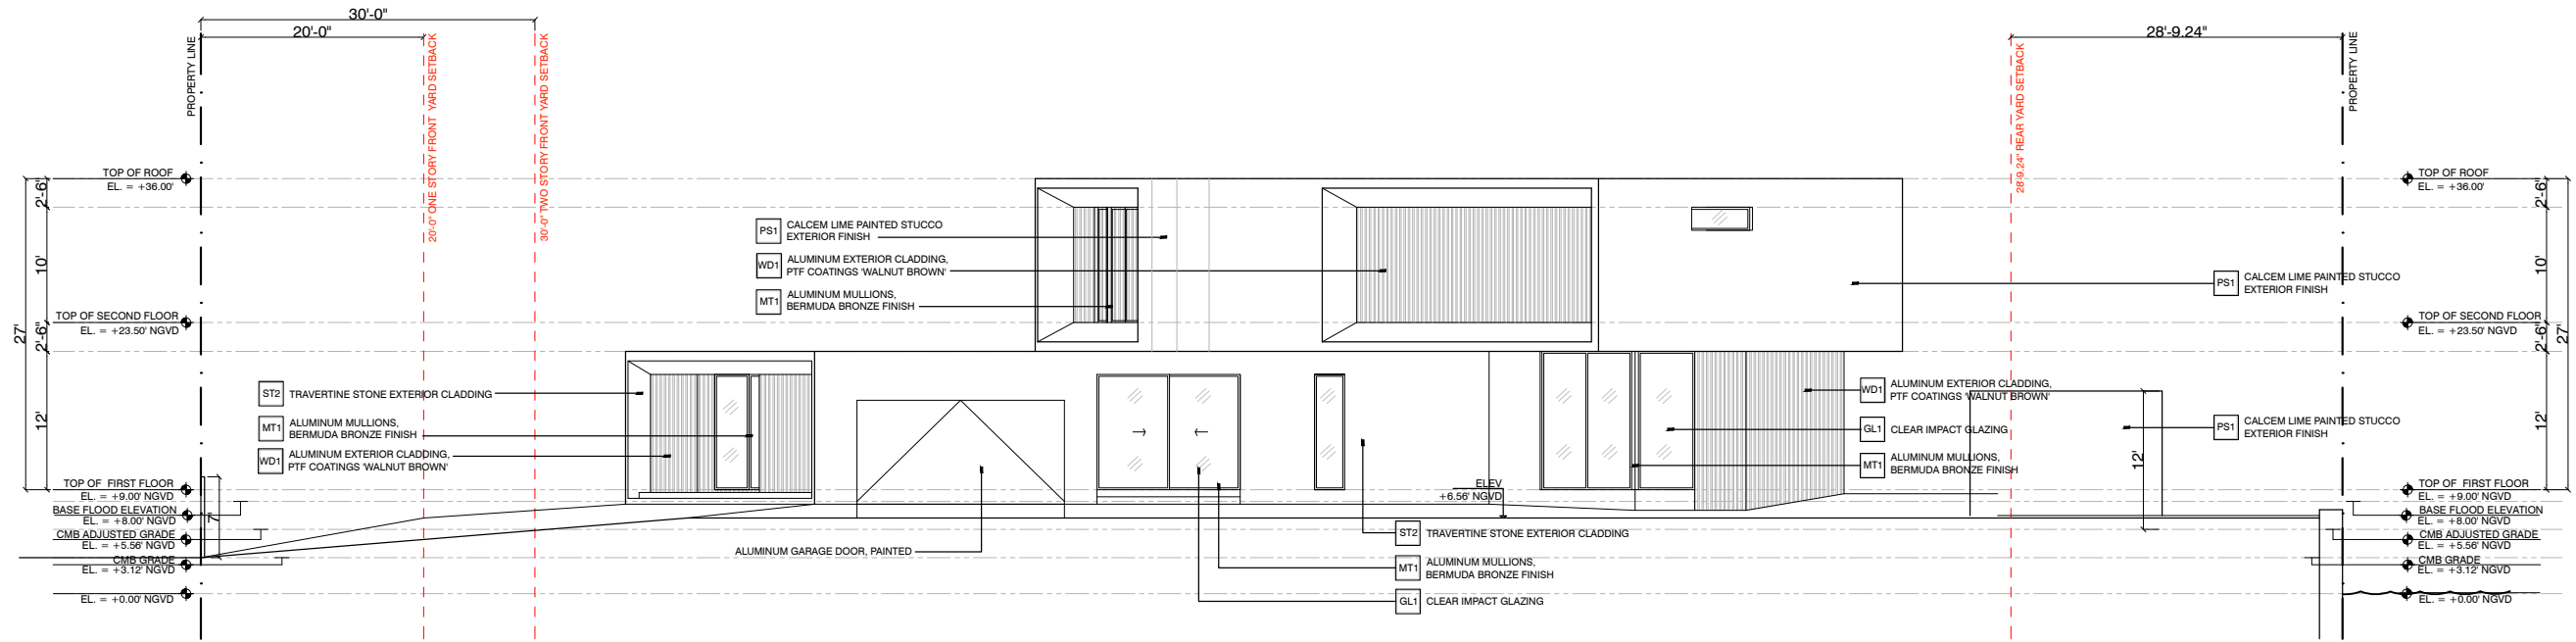 30'-0"
20'-0"
28'-9.24"
PROPERTY LINE
20'-0" ONE STORY FRONT YARD SETBACK
30'-0" TWO STORY FRONT YARD SETBACK
28'-9.24" REAR YARD SETBACK
PROPERTY LINE
TOP OF ROOF
EL. = +36.00'
TOP OF SECOND FLOOR
EL. = +23.50' NGVD
TOP OF FIRST FLOOR
EL. = +9.00' NGVD
BASE FLOOD ELEVATION
EL. = +8.00' NGVD
CMB ADJUSTED GRADE
EL. = +5.56' NGVD
CMB GRADE
EL. = +3.12' NGVD
EL. = +0.00' NGVD
27'
2'-6"
10'
2'-6"
12'
7'
PS1 CALCEM LIME PAINTED STUCCO
EXTERIOR FINISH
WD1 ALUMINUM EXTERIOR CLADDING,
PTF COATINGS 'WALNUT BROWN'
MT1 ALUMINUM MULLIONS,
BERMUDA BRONZE FINISH
ST2 TRAVERTINE STONE EXTERIOR CLADDING
MT1 ALUMINUM MULLIONS,
BERMUDA BRONZE FINISH
WD1 ALUMINUM EXTERIOR CLADDING,
PTF COATINGS 'WALNUT BROWN'
ALUMINUM GARAGE DOOR, PAINTED
ELEV
+6.56' NGVD
ST2 TRAVERTINE STONE EXTERIOR CLADDING
MT1 ALUMINUM MULLIONS,
BERMUDA BRONZE FINISH
GL1 CLEAR IMPACT GLAZING
WD1 ALUMINUM EXTERIOR CLADDING,
PTF COATINGS 'WALNUT BROWN'
GL1 CLEAR IMPACT GLAZING
MT1 ALUMINUM MULLIONS,
BERMUDA BRONZE FINISH
12'
PS1 CALCEM LIME PAINTED STUCCO
EXTERIOR FINISH
PS1 CALCEM LIME PAINTED STUCCO
EXTERIOR FINISH
TOP OF ROOF
EL. = +36.00'
TOP OF SECOND FLOOR
EL. = +23.50' NGVD
TOP OF FIRST FLOOR
EL. = +9.00' NGVD
BASE FLOOD ELEVATION
EL. = +8.00' NGVD
CMB ADJUSTED GRADE
EL. = +5.56' NGVD
CMB GRADE
EL. = +3.12' NGVD
EL. = +0.00' NGVD
2'-6"
10'
2'-6"
12'
27'